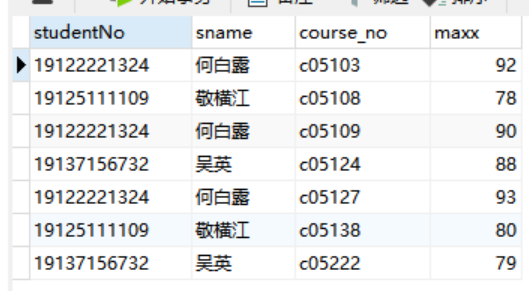 studentNo sname course_no maxx
19122221324 何白露 c05103 92
19125111109 敬横江 c05108 78
19122221324 何白露 c05109 90
19137156732 吴英 c05124 88
19122221324 何白露 c05127 93
19125111109 敬横江 c05138 80
19137156732 吴英 c05222 79